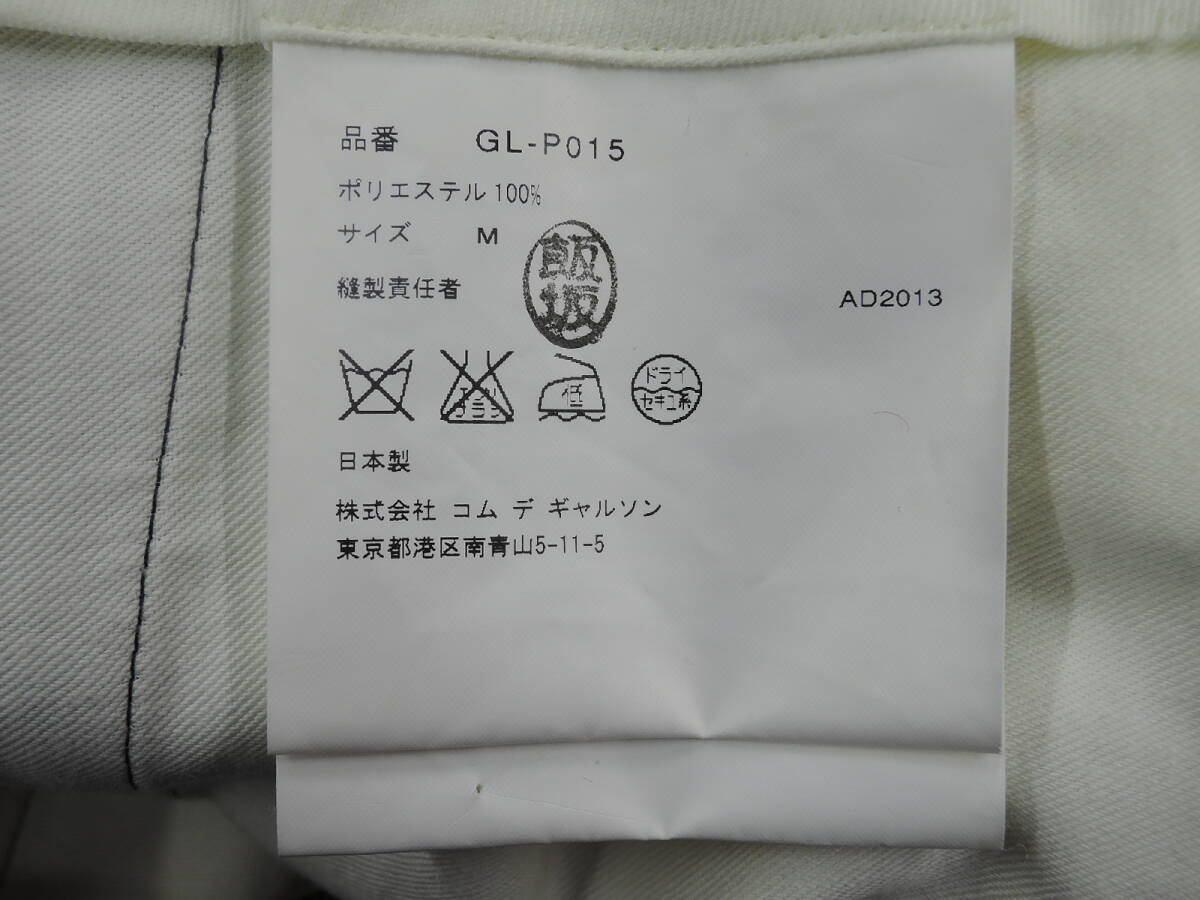 品番 GL-P015
ポリエステル 100%
サイズ M
飯坂
縫製責任者
AD2013
低
ドライ
セキユ系
日本製
株式会社 コム デ ギャルソン
東京都港区南青山5-11-5